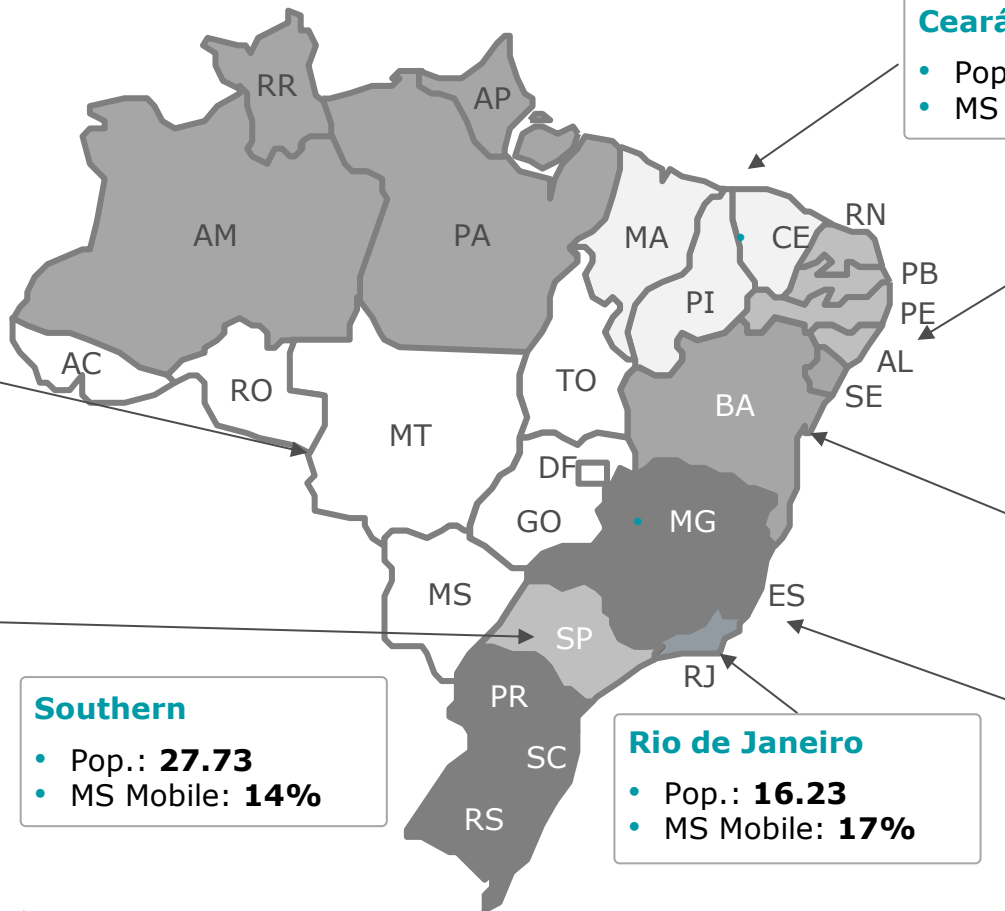 Ceará
• Pop
• MS
RR
AP
RN
AM
PA
MA
CE
PB
PI
PE
AC
AL
RO
TO
SE
MT
BA
DF
GO
MG
MS
ES
SP
RJ
PR
SC
RS
Southern
• Pop.: 27.73
• MS Mobile: 14%
Rio de Janeiro
• Pop.: 16.23
• MS Mobile: 17%